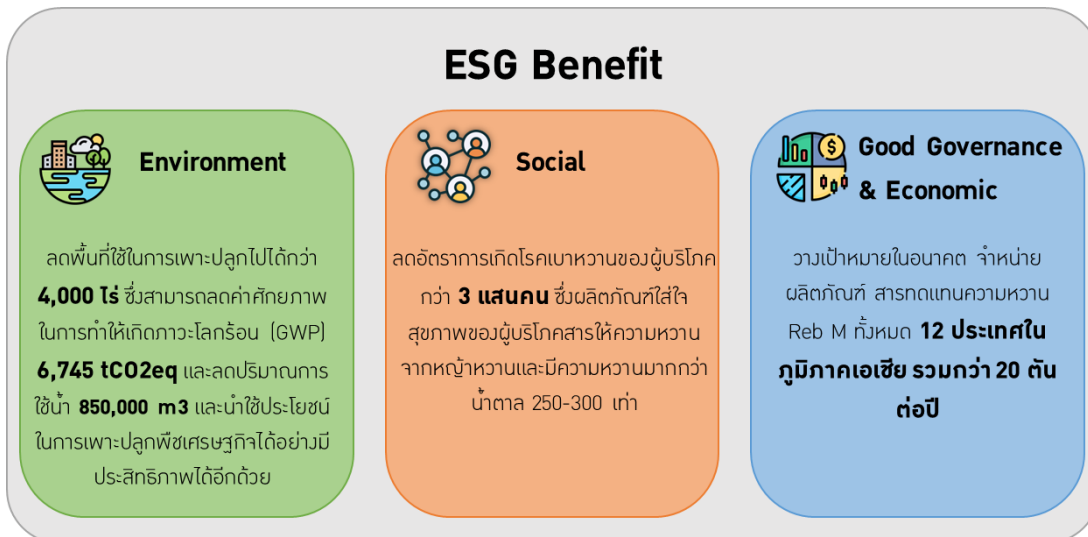 ESG Benefit
Environment
ลดพื้นที่ใช้ในการเพาะปลูกไปได้กว่า
4,000 ไร่ ซึ่งสามารถลดค่าศักยภาพ
ในการทำให้เกิดภาวะโลกร้อน (GWP)
6,745 tCO2eq และลดปริมาณการ
ใช้น้ำ 850,000 m3 และนำใช้ประโยชน์
ในการเพาะปลูกพืชเศรษฐกิจได้อย่างมี
ประสิทธิภาพได้อีกด้วย
Social
ลดอัตราการเกิดโรคเบาหวานของผู้บริโภค
กว่า 3 แสนคน ซึ่งผลิตภัณฑ์ใส่ใจ
สุขภาพของผู้บริโภคสารให้ความหวาน
จากหญ้าหวานและมีความหวานมากกว่า
น้ำตาล 250-300 เท่า
Good Governance
& Economic
วางเป้าหมายในอนาคต จำหน่าย
ผลิตภัณฑ์ สารทดแทนความหวาน
Reb M ทั้งหมด 12 ประเทศใน
ภูมิภาคเอเชีย รวมกว่า 20 ตัน
ต่อปี